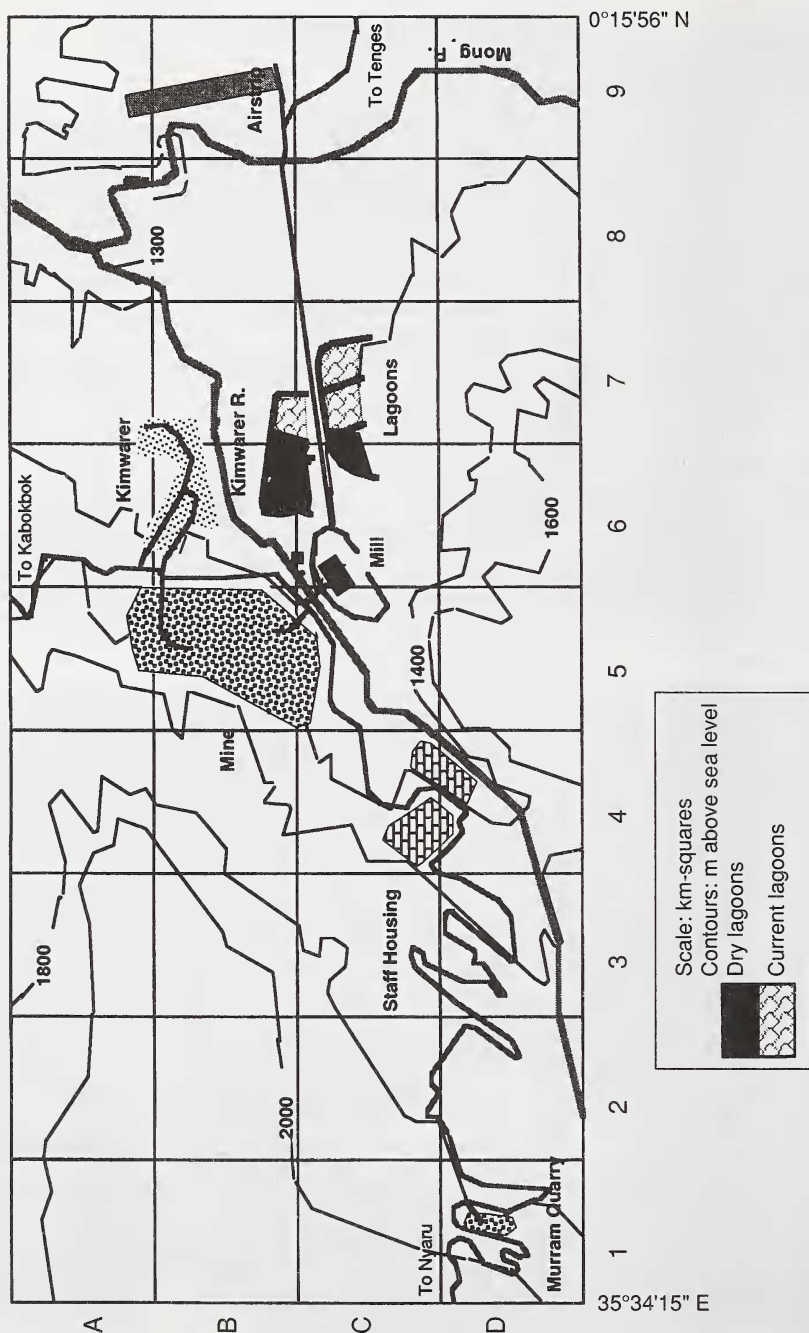 0°15'56" N
To Tenges
Mong R.
Airstrip
1300
Kimwarer
Kimwarer R.
Lagoons
To Kabokbok
Mill
1600
1400
Mine
1800
Staff Housing
2000
To Nyaru
Murram Quarry
35°34'15" E
A
B
C
D
1
2
3
4
5
6
7
8
9
Scale: km-squares
Contours: m above sea level
Dry lagoons
Current lagoons